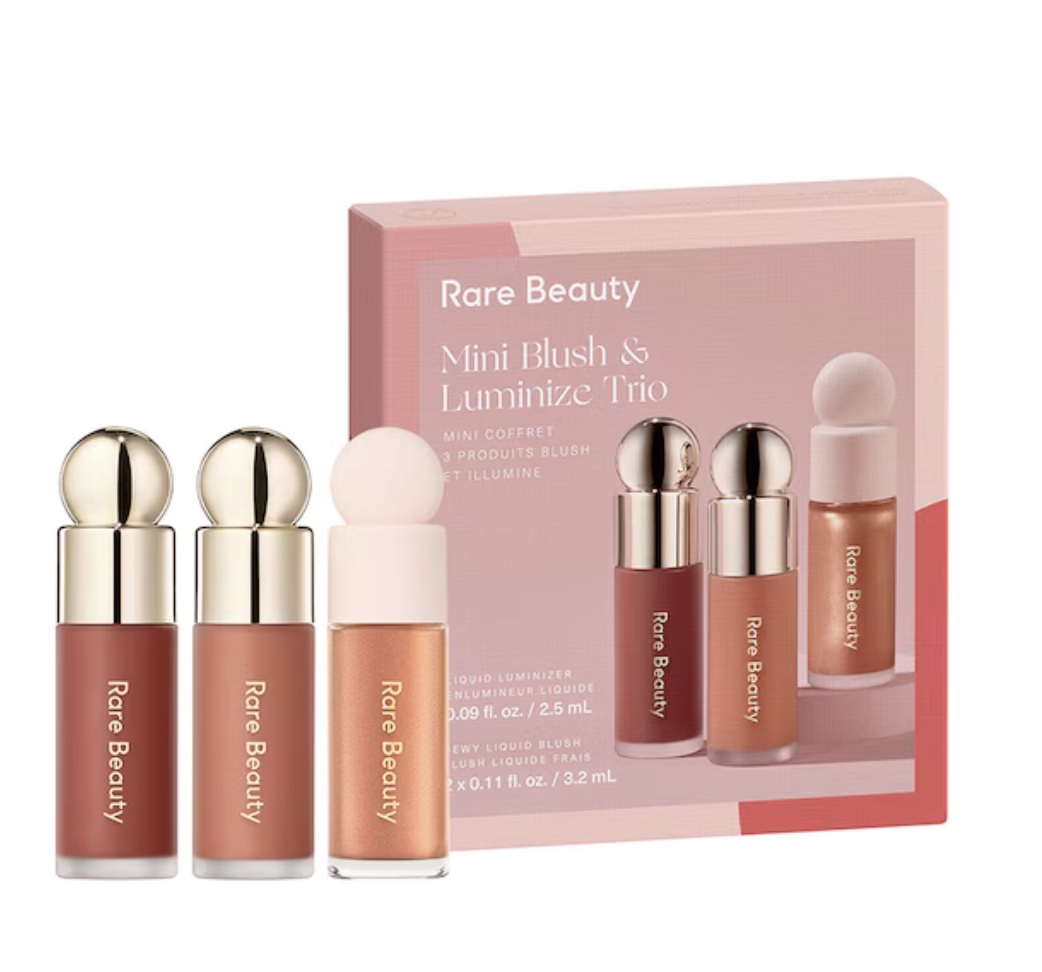 Rare Beauty
Mini Blush &
Luminize Trio
MINI COFFRET
3 PRODUITS BLUSH
ET ILLUMINE
LIQUID LUMINIZER
ENLUMINEUR LIQUIDE
0.09 fl. oz. / 2.5 mL
DEWY LIQUID BLUSH
BLUSH LIQUIDE FRAIS
2 x 0.11 fl. oz. / 3.2 mL
Rare Beauty
Rare Beauty
Rare Beauty
Rare Beauty
Rare Beauty
Rare Beauty